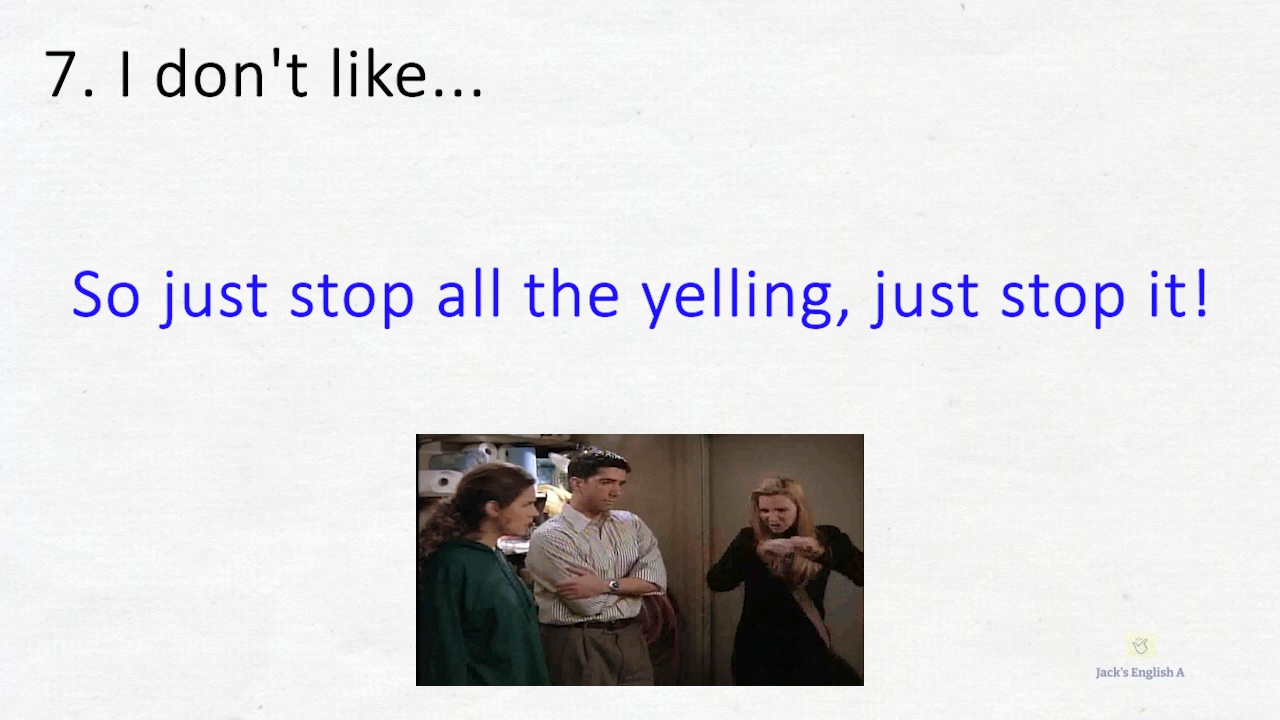 7. I don't like...
So just stop all the yelling, just stop it!
Jack's English A